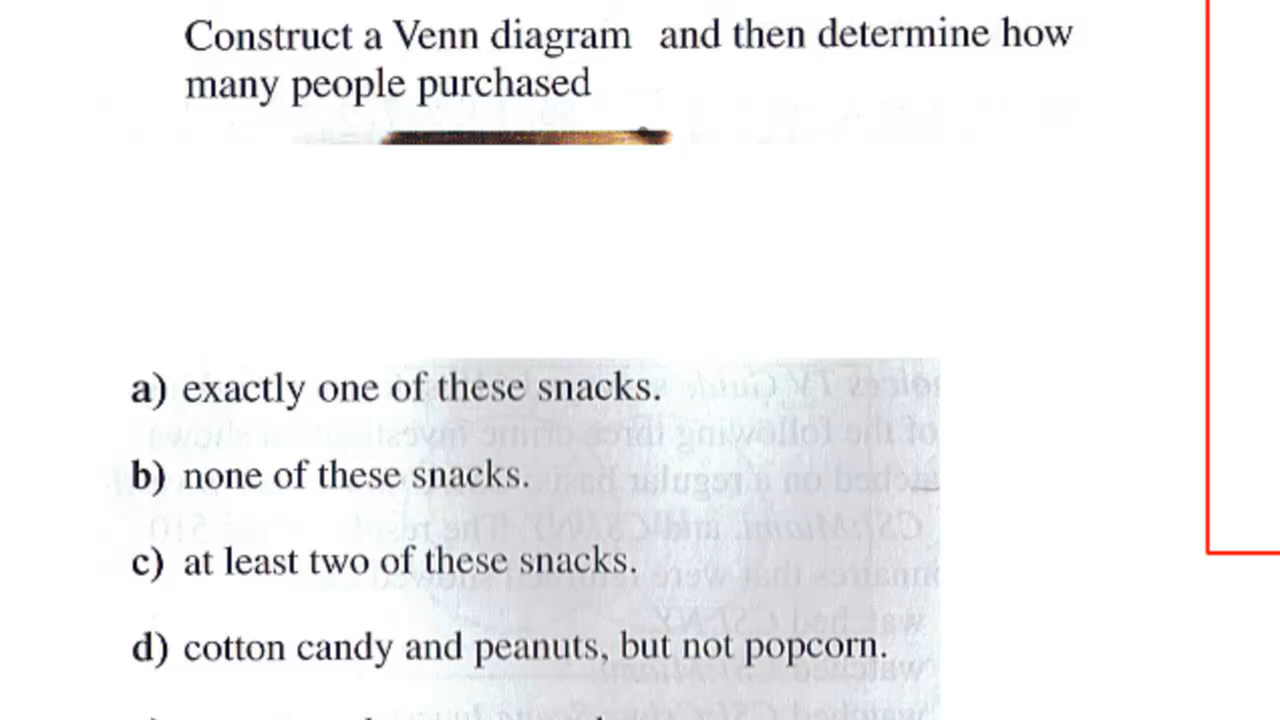 Construct a Venn diagram and then determine how
many people purchased
a) exactly one of these snacks.
b) none of these snacks.
c) at least two of these snacks.
d) cotton candy and peanuts, but not popcorn.